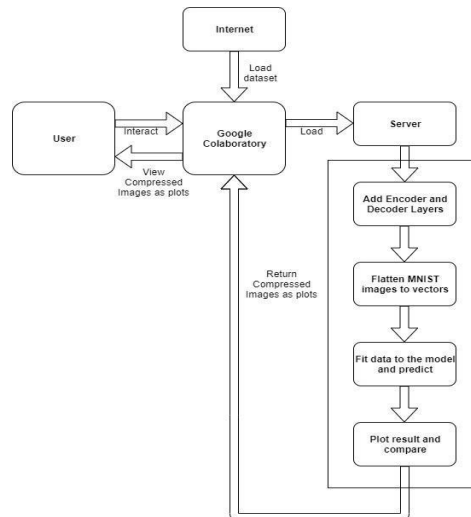 Internet
Load
dataset
User
Interact
View
Compressed
Images as plots
Google
Colaboratory
Load
Server
Add Encoder and
Decoder Layers
Flatten MNIST
images to vectors
Return
Compressed
Images as plots
Fit data to the model
and predict
Plot result and
compare